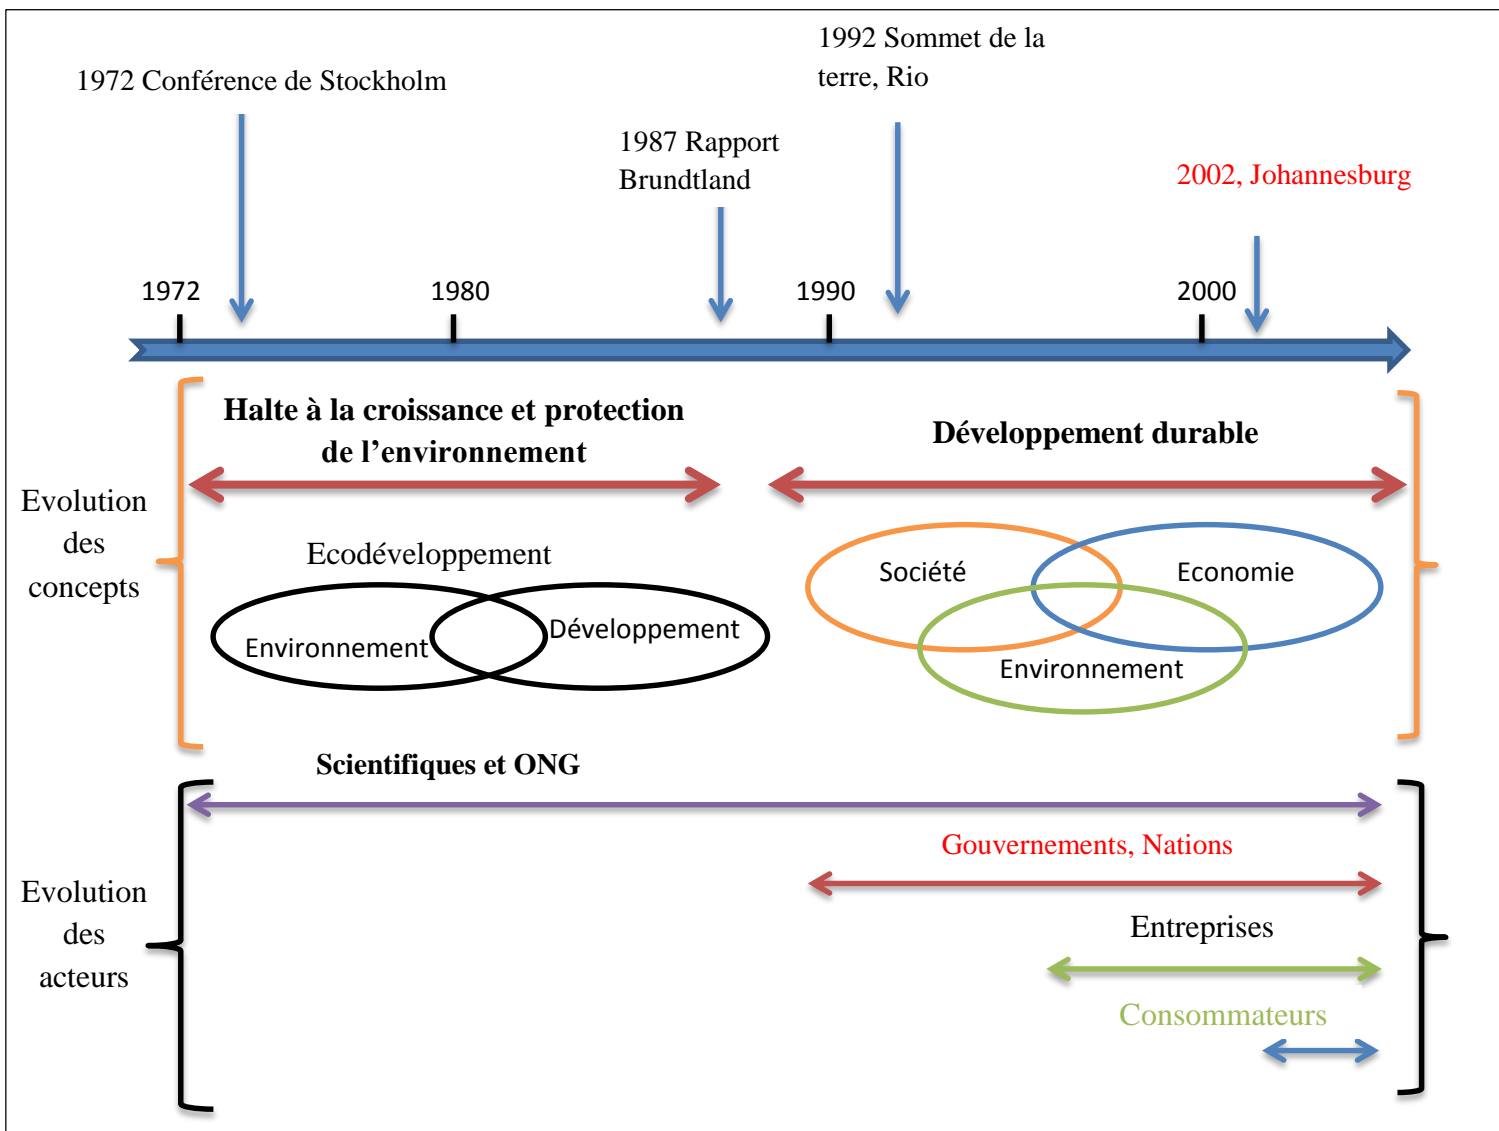 1992 Sommet de la
terre, Rio
1972 Conférence de Stockholm
1987 Rapport
Brundtland
2002, Johannesburg
1972
1980
1990
2000
Halte à la croissance et protection
de l’environnement
Développement durable
Evolution
des
concepts
Ecodéveloppement
Environnement
Développement
Société
Economie
Environnement
Scientifiques et ONG
Gouvernements, Nations
Evolution
des
acteurs
Entreprises
Consommateurs